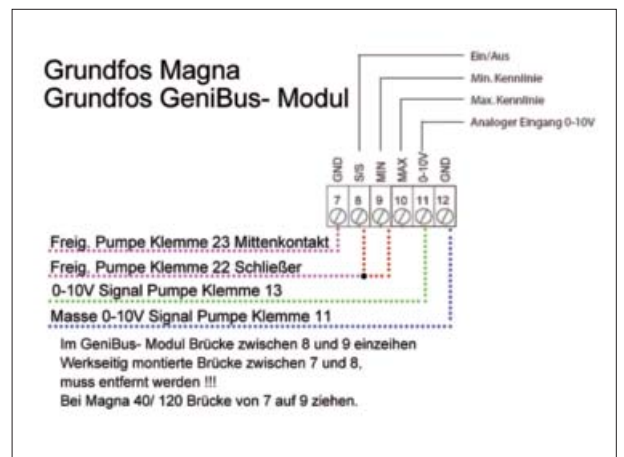 Grundfos Magna
Grundfos GeniBus- Modul
Ein/Aus
Min. Kennlinie
Max. Kennlinie
Analoger Eingang 0-10V
GND S/S MIN MAX 0-10V GND
7 8 9 10 11 12
Freig. Pumpe Klemme 23 Mittenkontakt
Freig. Pumpe Klemme 22 Schließer
0-10V Signal Pumpe Klemme 13
Masse 0-10V Signal Pumpe Klemme 11
Im GeniBus- Modul Brücke zwischen 8 und 9 einzeihen
Werkseitig montierte Brücke zwischen 7 und 8,
muss entfernt werden !!!
Bei Magna 40/ 120 Brücke von 7 auf 9 ziehen.